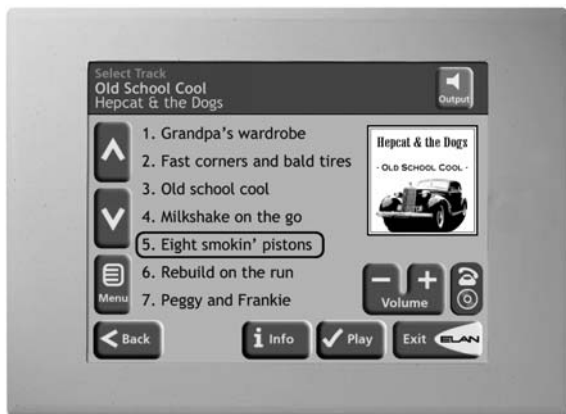 Select Track
Old School Cool
Hepcat & the Dogs
Output
1. Grandpa's wardrobe
2. Fast corners and bald tires
3. Old school cool
4. Milkshake on the go
5. Eight smokin' pistons
6. Rebuild on the run
7. Peggy and Frankie
Hepcat & the Dogs
· OLD SCHOOL COOL ·
Menu
Volume
Back
Info
Play
Exit ELAN